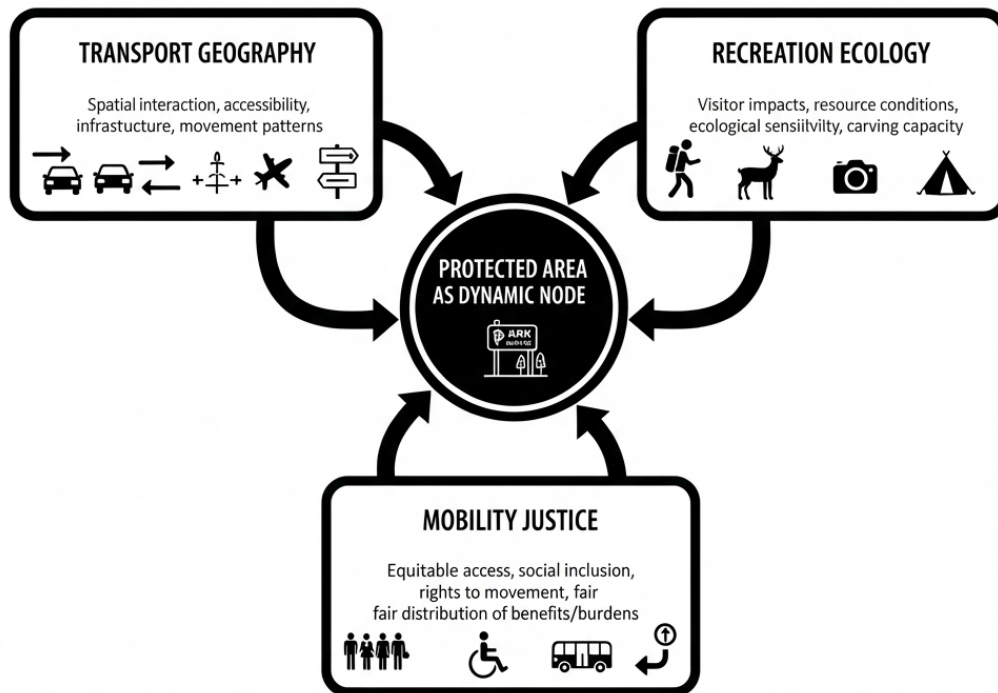 TRANSPORT GEOGRAPHY
Spatial interaction, accessibility,
infrastucture, movement patterns
RECREATION ECOLOGY
Visitor impacts, resource conditions,
ecological sensiilvilty, carving capacity
PROTECTED AREA
AS DYNAMIC NODE
ARK
MOBILITY JUSTICE
Equitable access, social inclusion,
rights to movement, fair
fair distribution of benefits/burdens